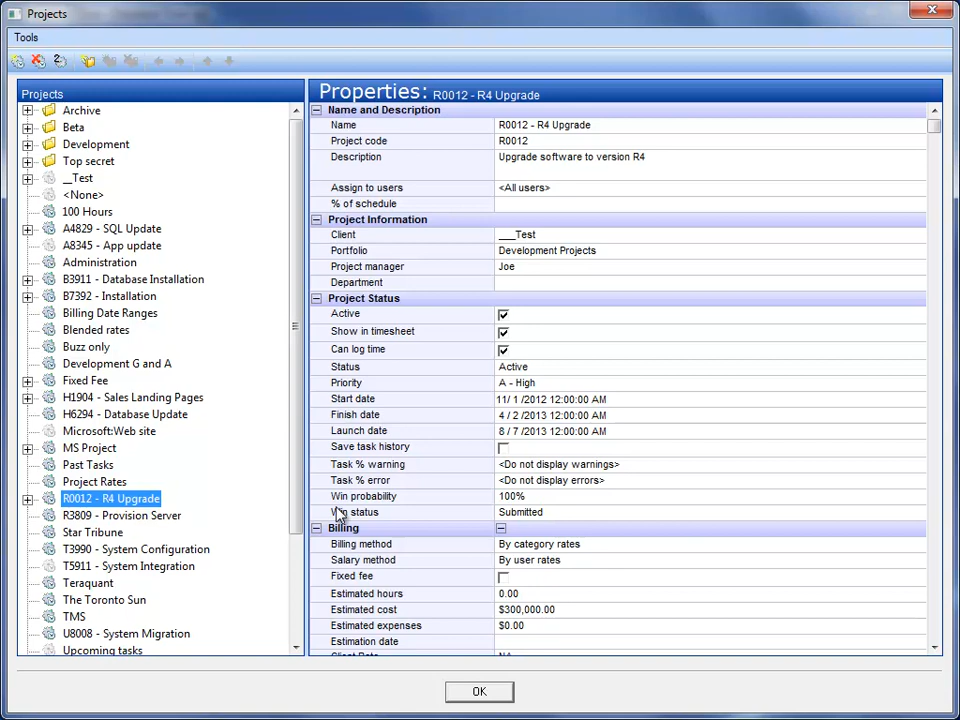 Projects
Tools
Projects
Archive
Beta
Development
Top secret
__Test
<None>
100 Hours
A4829 - SQL Update
A8345 - App update
Administration
B3911 - Database Installation
B7392 - Installation
Billing Date Ranges
Blended rates
Buzz only
Development G and A
Fixed Fee
H1904 - Sales Landing Pages
H6294 - Database Update
Microsoft:Web site
MS Project
Past Tasks
Project Rates
R0012 - R4 Upgrade
R3809 - Provision Server
Star Tribune
T3990 - System Configuration
T5911 - System Integration
Teraquant
The Toronto Sun
TMS
U8008 - System Migration
Upcoming tasks
Properties: R0012 - R4 Upgrade
Name and Description
Name R0012 - R4 Upgrade
Project code R0012
Description Upgrade software to version R4
Assign to users <All users>
% of schedule
Project Information
Client ___Test
Portfolio Development Projects
Project manager Joe
Department
Project Status
Active
Show in timesheet
Can log time
Status Active
Priority A - High
Start date 11/ 1 /2012 12:00:00 AM
Finish date 4 / 2 /2013 12:00:00 AM
Launch date 8 / 7 /2013 12:00:00 AM
Save task history
Task % warning <Do not display warnings>
Task % error <Do not display errors>
Win probability 100%
status Submitted
Billing
Billing method By category rates
Salary method By user rates
Fixed fee
Estimated hours 0.00
Estimated cost $300,000.00
Estimated expenses $0.00
Estimation date
OK